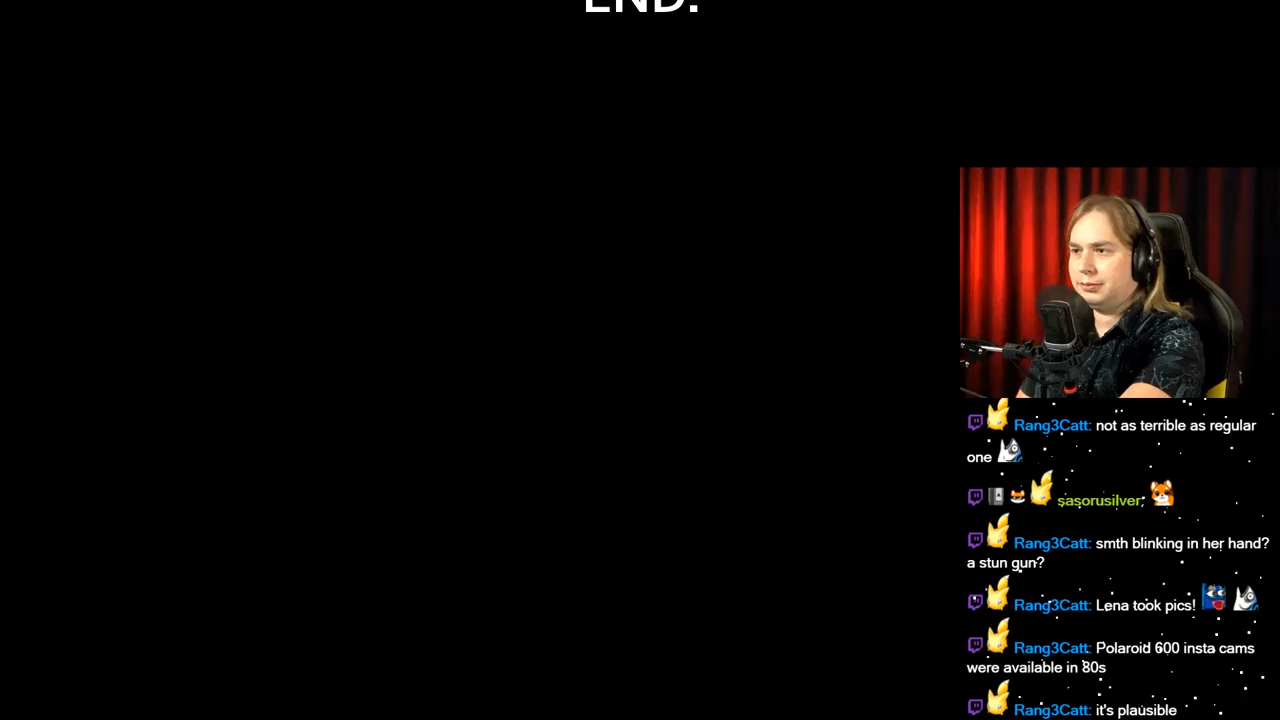 END.
Rang3Catt: not as terrible as regular
one
sasorusilver:
Rang3Catt: smth blinking in her hand?
a stun gun?
Rang3Catt: Lena took pics!
Rang3Catt: Polaroid 600 insta cams
were available in 80s
Rang3Catt: it's plausible